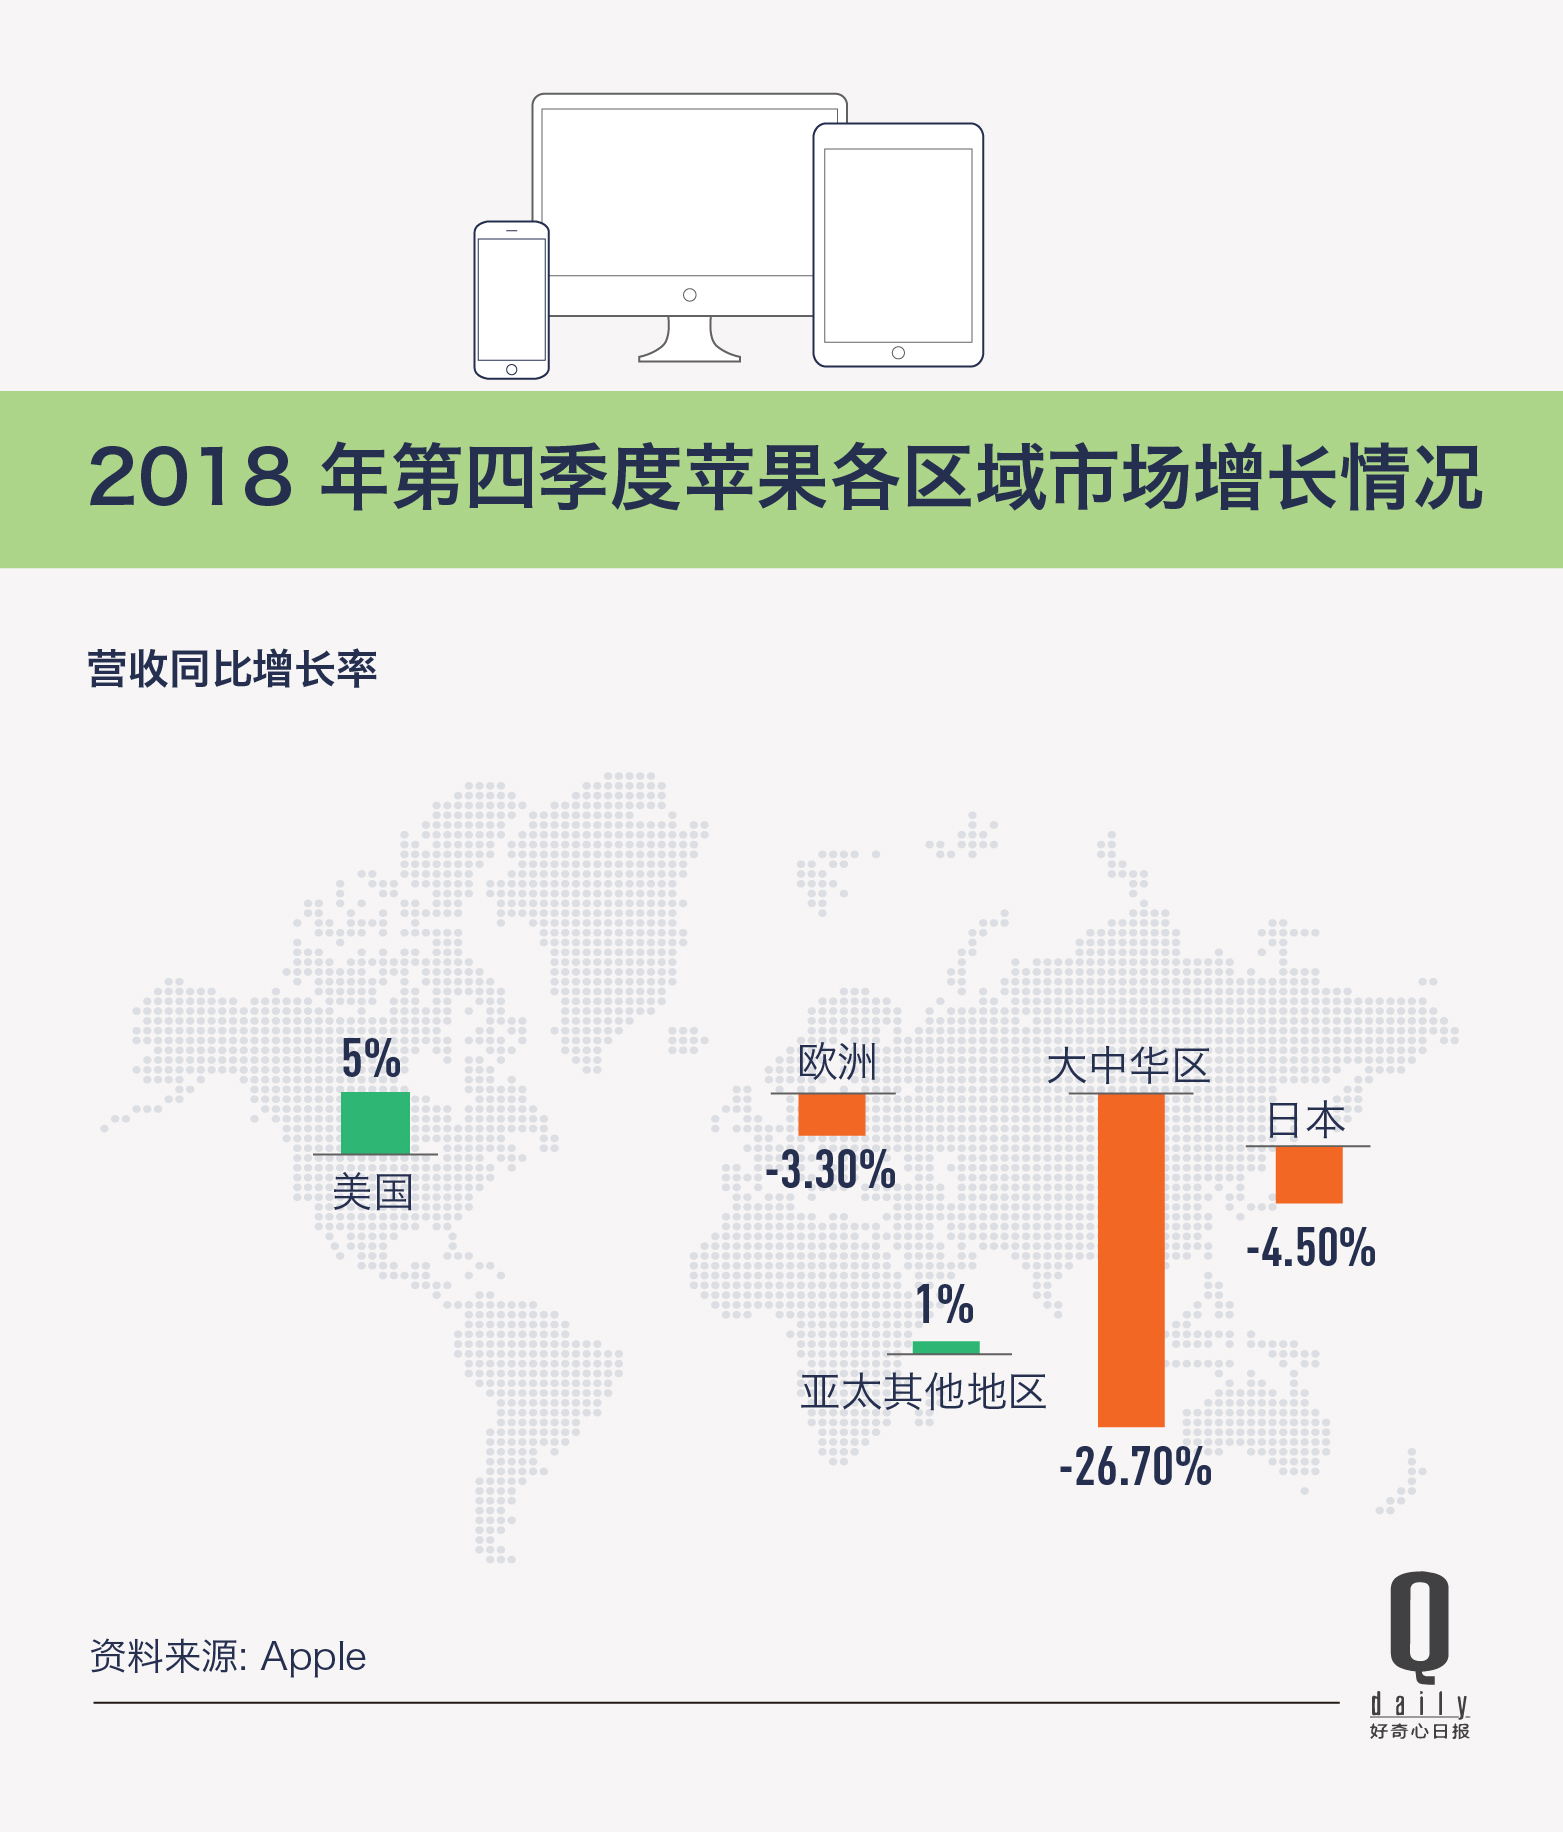 2018 年第四季度苹果各区域市场增长情况
营收同比增长率
5%
美国
欧洲
-3.30%
大中华区
-26.70%
日本
-4.50%
1%
亚太其他地区
资料来源: Apple
Q
daily
好奇心日报